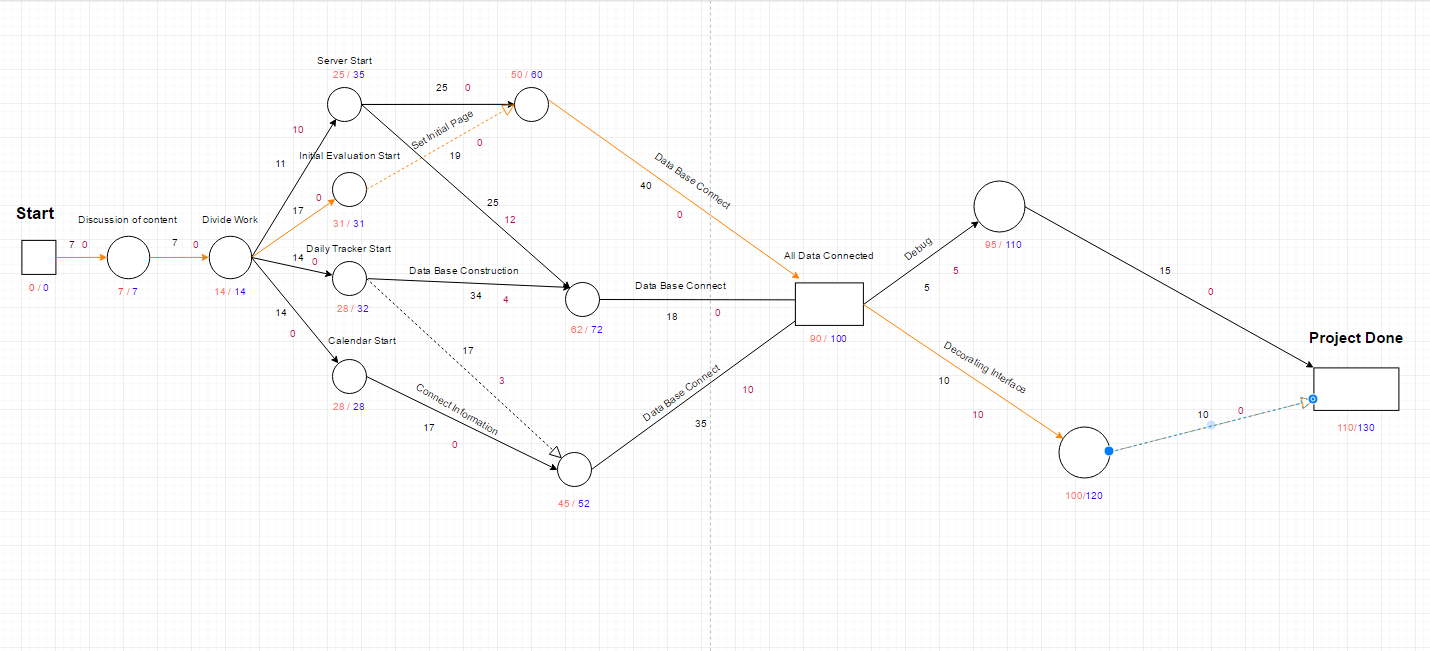 Server Start
25 / 35
50 / 60
25 0
10
Set Initial Page
0
19
11
Initial Evaluation Start
Data Base Connect
40
0
0
17
31 / 31
25
12
Start
Discussion of content
Divide Work
7 0
7 0
0 / 0
7 / 7
14 / 14
Daily Tracker Start
14 0
28 / 32
Data Base Construction
34 4
Data Base Connect
18 0
62 / 72
All Data Connected
90 / 100
Debug
5
5
95 / 110
15
0
Project Done
110/130
14
0
Calendar Start
28 / 28
17
3
Connect Information
17
0
45 / 52
Data Base Connect
10
35
Decorating Interface
10
10
10 0
100/120